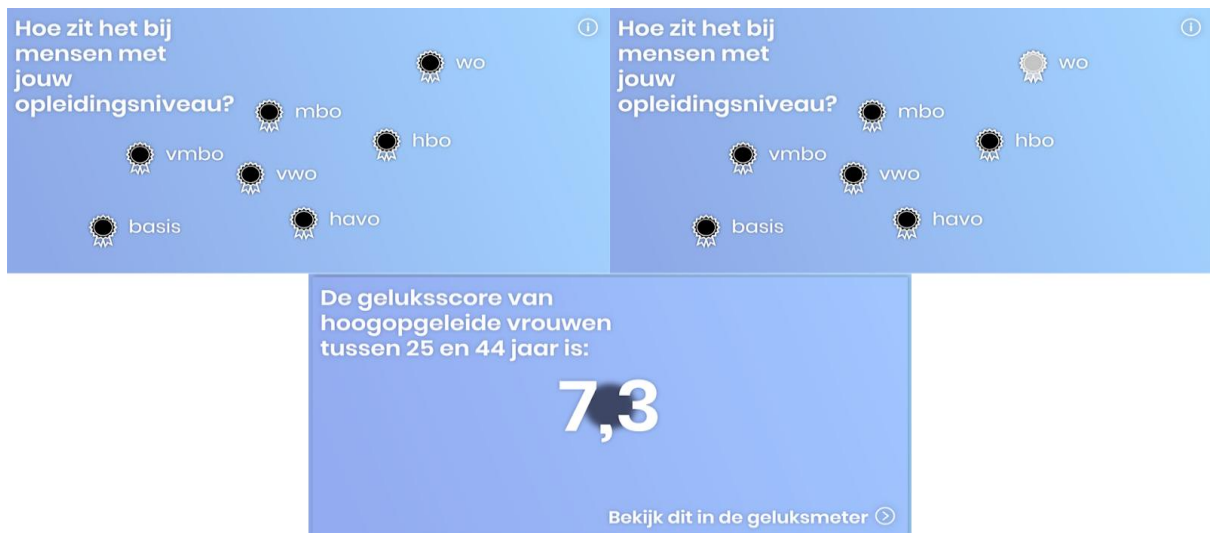 Hoe zit het bij
mensen met
jouw
opleidingsniveau?
wo
mbo
hbo
vmbo
vwo
basis
havo
Hoe zit het bij
mensen met
jouw
opleidingsniveau?
wo
mbo
hbo
vmbo
vwo
basis
havo
De geluksscore van
hoogopgeleide vrouwen
tussen 25 en 44 jaar is:
7,3
Bekijk dit in de geluksmeter